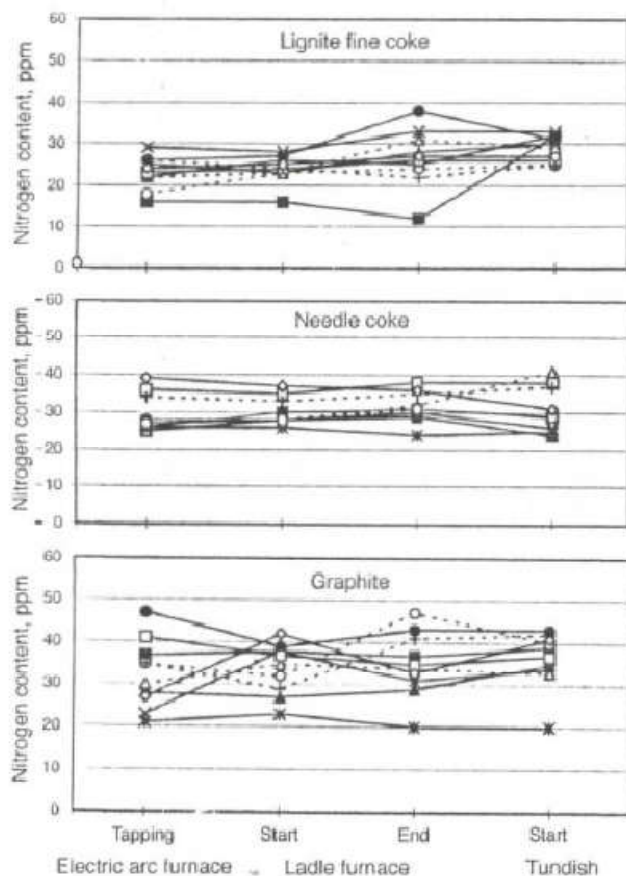 Lignite fine coke
Nitrogen content, ppm
60
50
40
30
20
10
0
Needle coke
Nitrogen content, ppm
60
50
40
30
20
10
0
Graphite
Nitrogen content, ppm
60
50
40
30
20
10
0
Tapping Start End Start
Electric arc furnace Ladle furnace Tundish